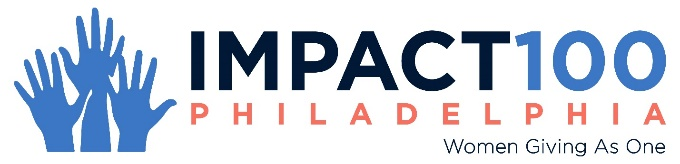 IMPACT100
PHILADELPHIA
Women Giving As One